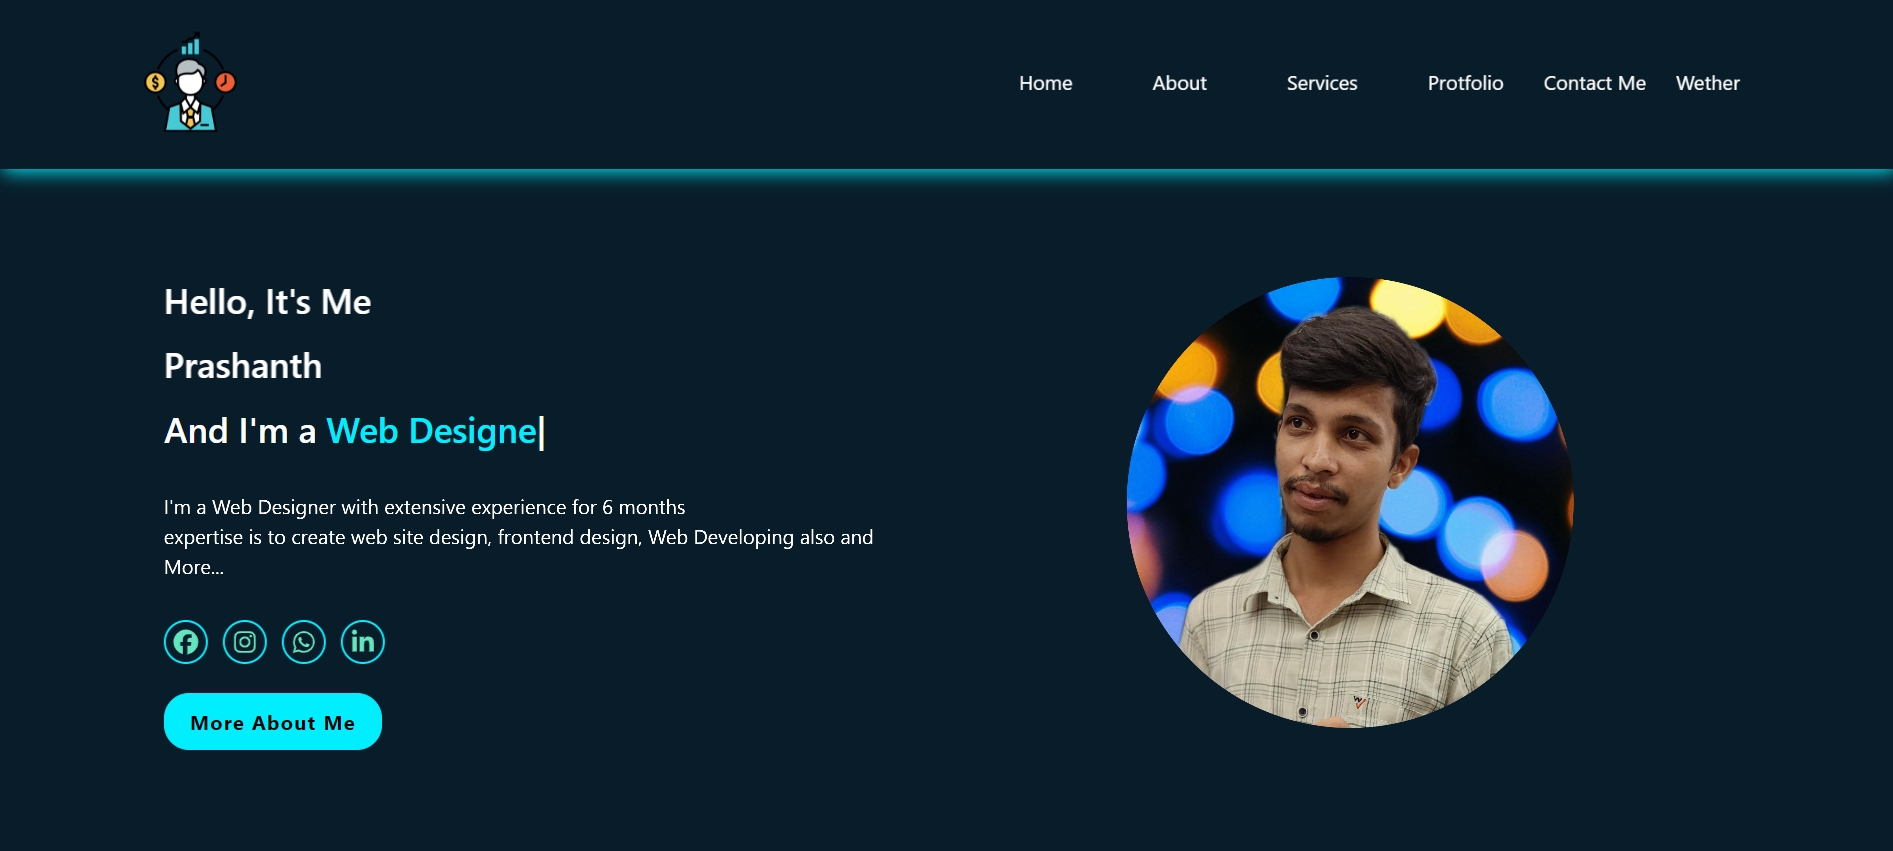 Home About Services Protfolio Contact Me Wether
Hello, It's Me
Prashanth
And I'm a Web Designe|
I'm a Web Designer with extensive experience for 6 months
expertise is to create web site design, frontend design, Web Developing also and
More...
More About Me